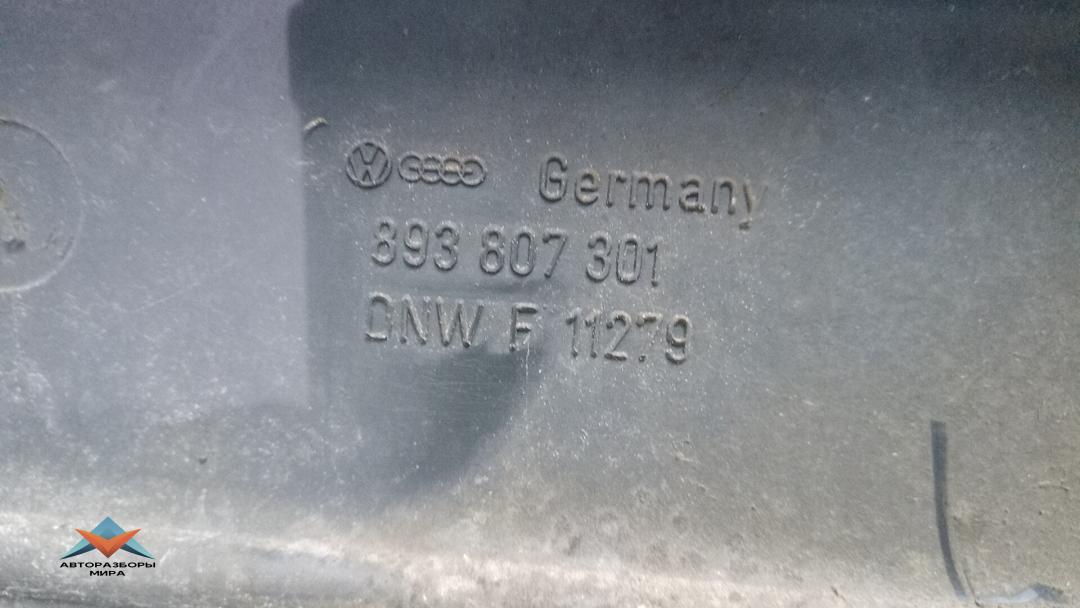 Germany
893 807 301
DNW F 11279
АВТОРАЗБОРЫ
МИРА